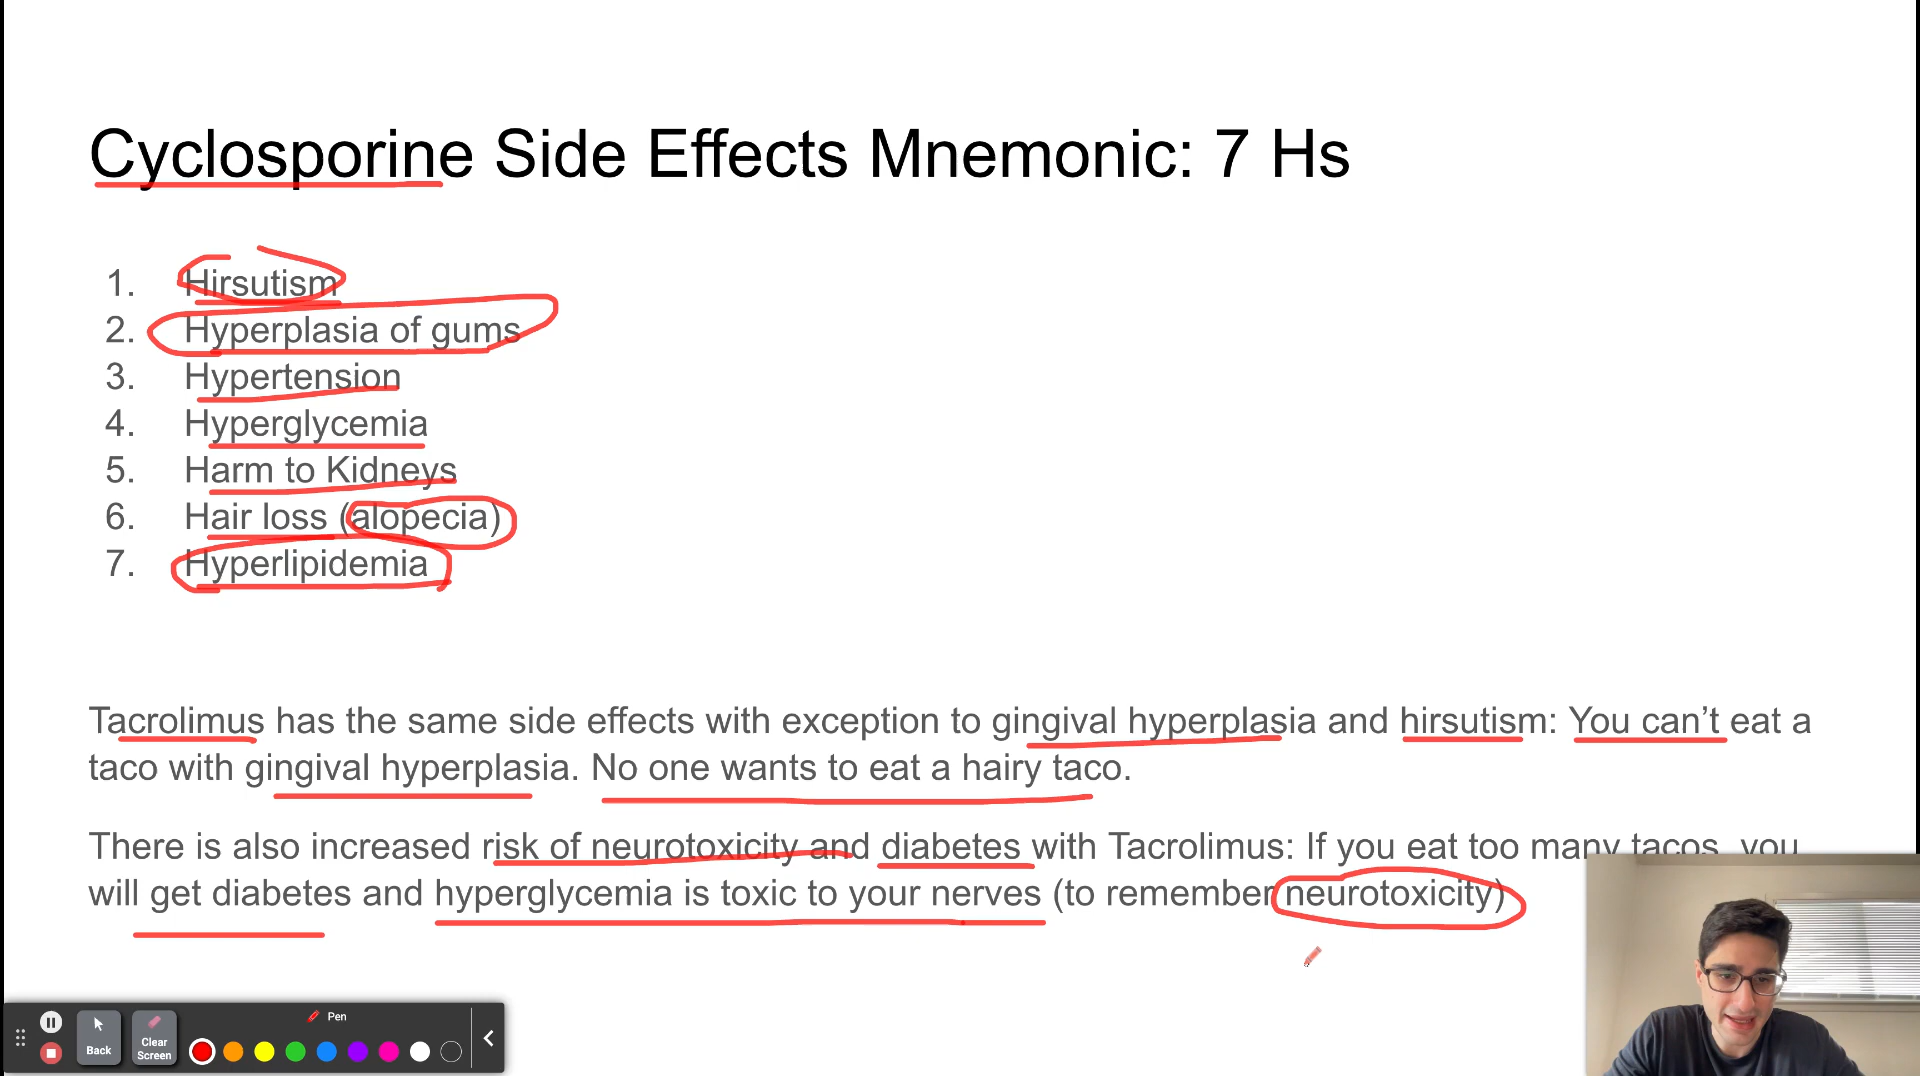 Cyclosporine Side Effects Mnemonic: 7 Hs
1. Hirsutism
2. Hyperplasia of gums
3. Hypertension
4. Hyperglycemia
5. Harm to Kidneys
6. Hair loss (alopecia)
7. Hyperlipidemia
Tacrolimus has the same side effects with exception to gingival hyperplasia and hirsutism: You can't eat a
taco with gingival hyperplasia. No one wants to eat a hairy taco.
There is also increased risk of neurotoxicity and diabetes with Tacrolimus: If you eat too many tacos, you
will get diabetes and hyperglycemia is toxic to your nerves (to remember neurotoxicity)
Pen
Back
Clear
Screen